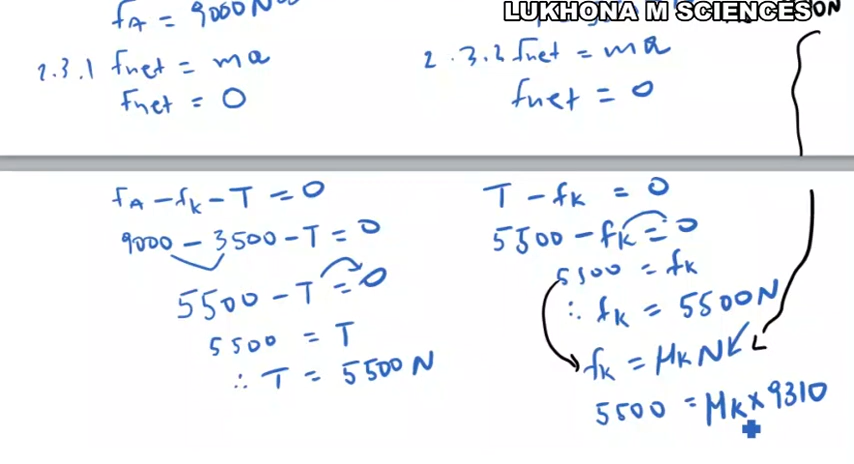 LUKHONA M SCIENCES ON
fA = 9000N
2.3.1 fnet = ma
Fnet = 0
fA - fk - T = 0
9000 - 3500 - T = 0
5500 - T = 0
5500 = T
∴ T = 5500N
2.3.2 fnet = ma
fnet = 0
T - fk = 0
5500 - fk = 0
5500 = fk
∴ fk = 5500N
fk = μkN
5500 = μk × 9310